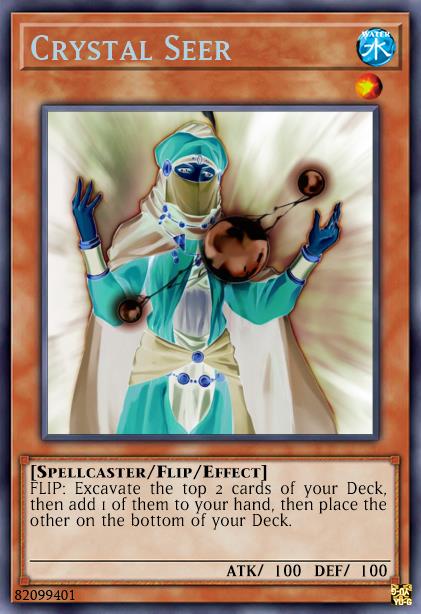 CRYSTAL SEER
WATER
水
[SPELLCASTER/FLIP/EFFECT]
FLIP: Excavate the top 2 cards of your Deck,
then add 1 of them to your hand, then place the
other on the bottom of your Deck.
ATK/ 100 DEF/ 100
82099401